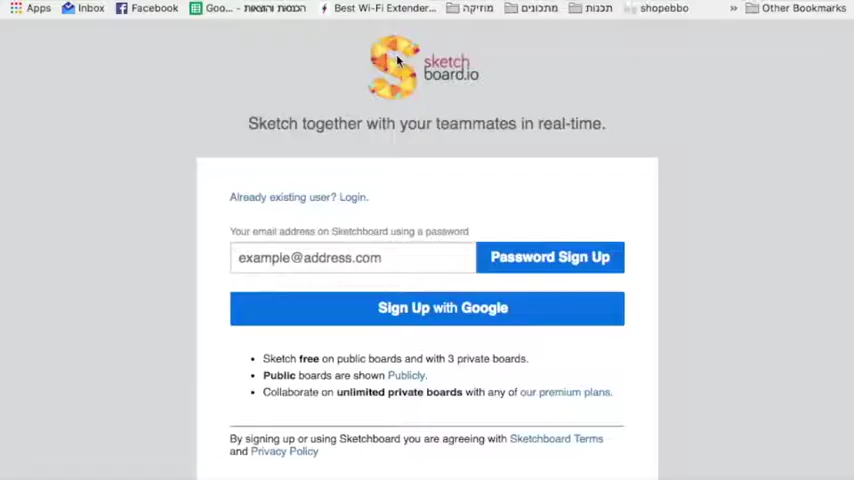 Apps Inbox Facebook Goo... - הכנסות והוצאות Best Wi-Fi Extender... מוזיקה מתכונים תכנות shopebbo » Other Bookmarks
sketch
board.io
Sketch together with your teammates in real-time.
Already existing user? Login.
Your email address on Sketchboard using a password
example@address.com Password Sign Up
Sign Up with Google
• Sketch free on public boards and with 3 private boards.
• Public boards are shown Publicly.
• Collaborate on unlimited private boards with any of our premium plans.
By signing up or using Sketchboard you are agreeing with Sketchboard Terms
and Privacy Policy